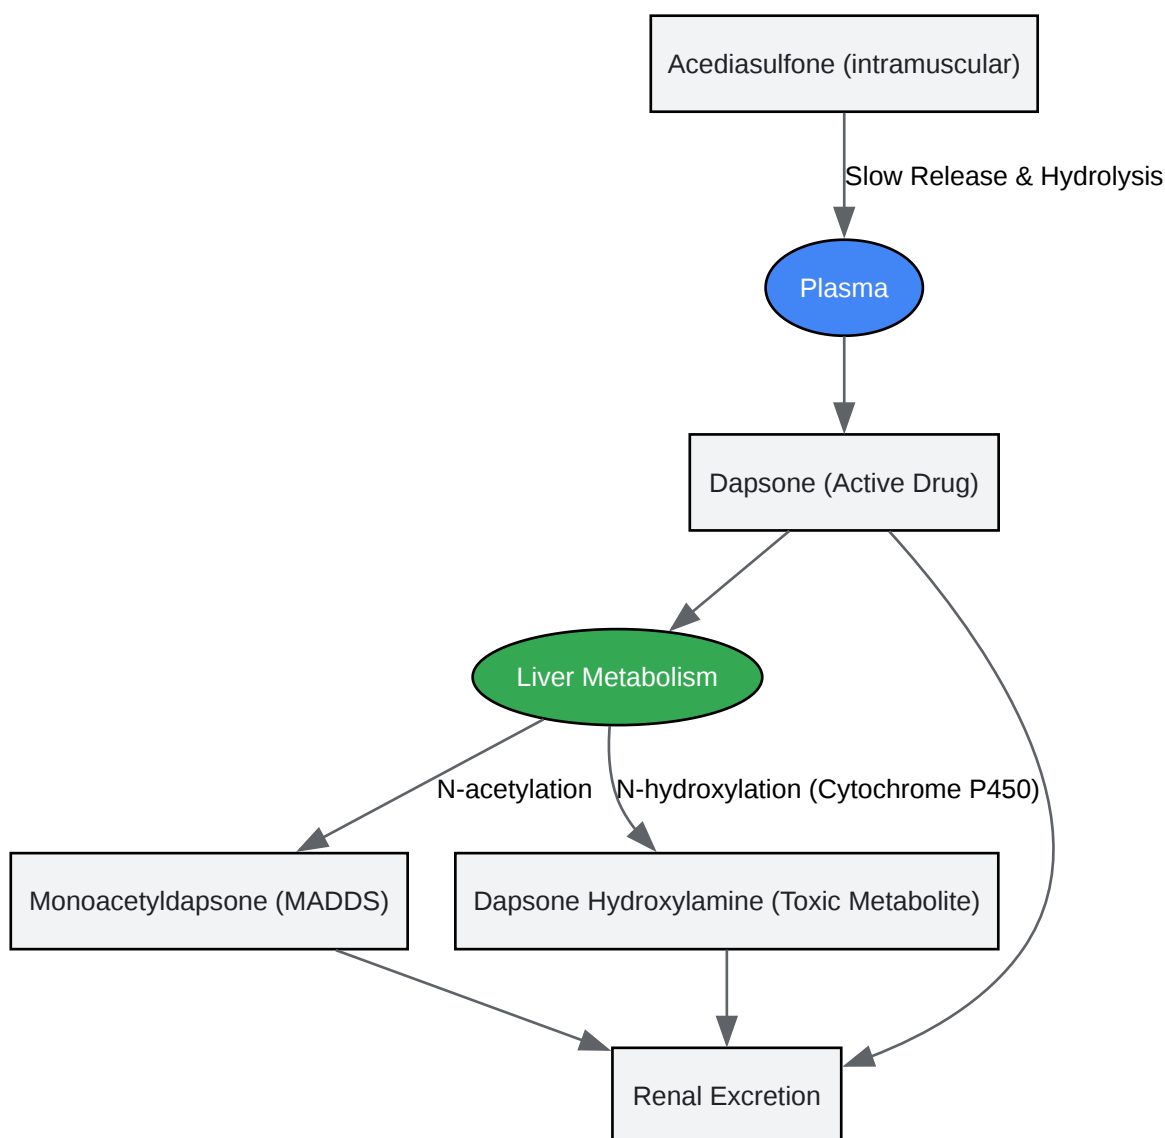 Acediasulfone (intramuscular)
Slow Release & Hydrolysis
Plasma
Dapsone (Active Drug)
Liver Metabolism
N-acetylation
N-hydroxylation (Cytochrome P450)
Monoacetyldapsone (MADDS)
Dapsone Hydroxylamine (Toxic Metabolite)
Renal Excretion